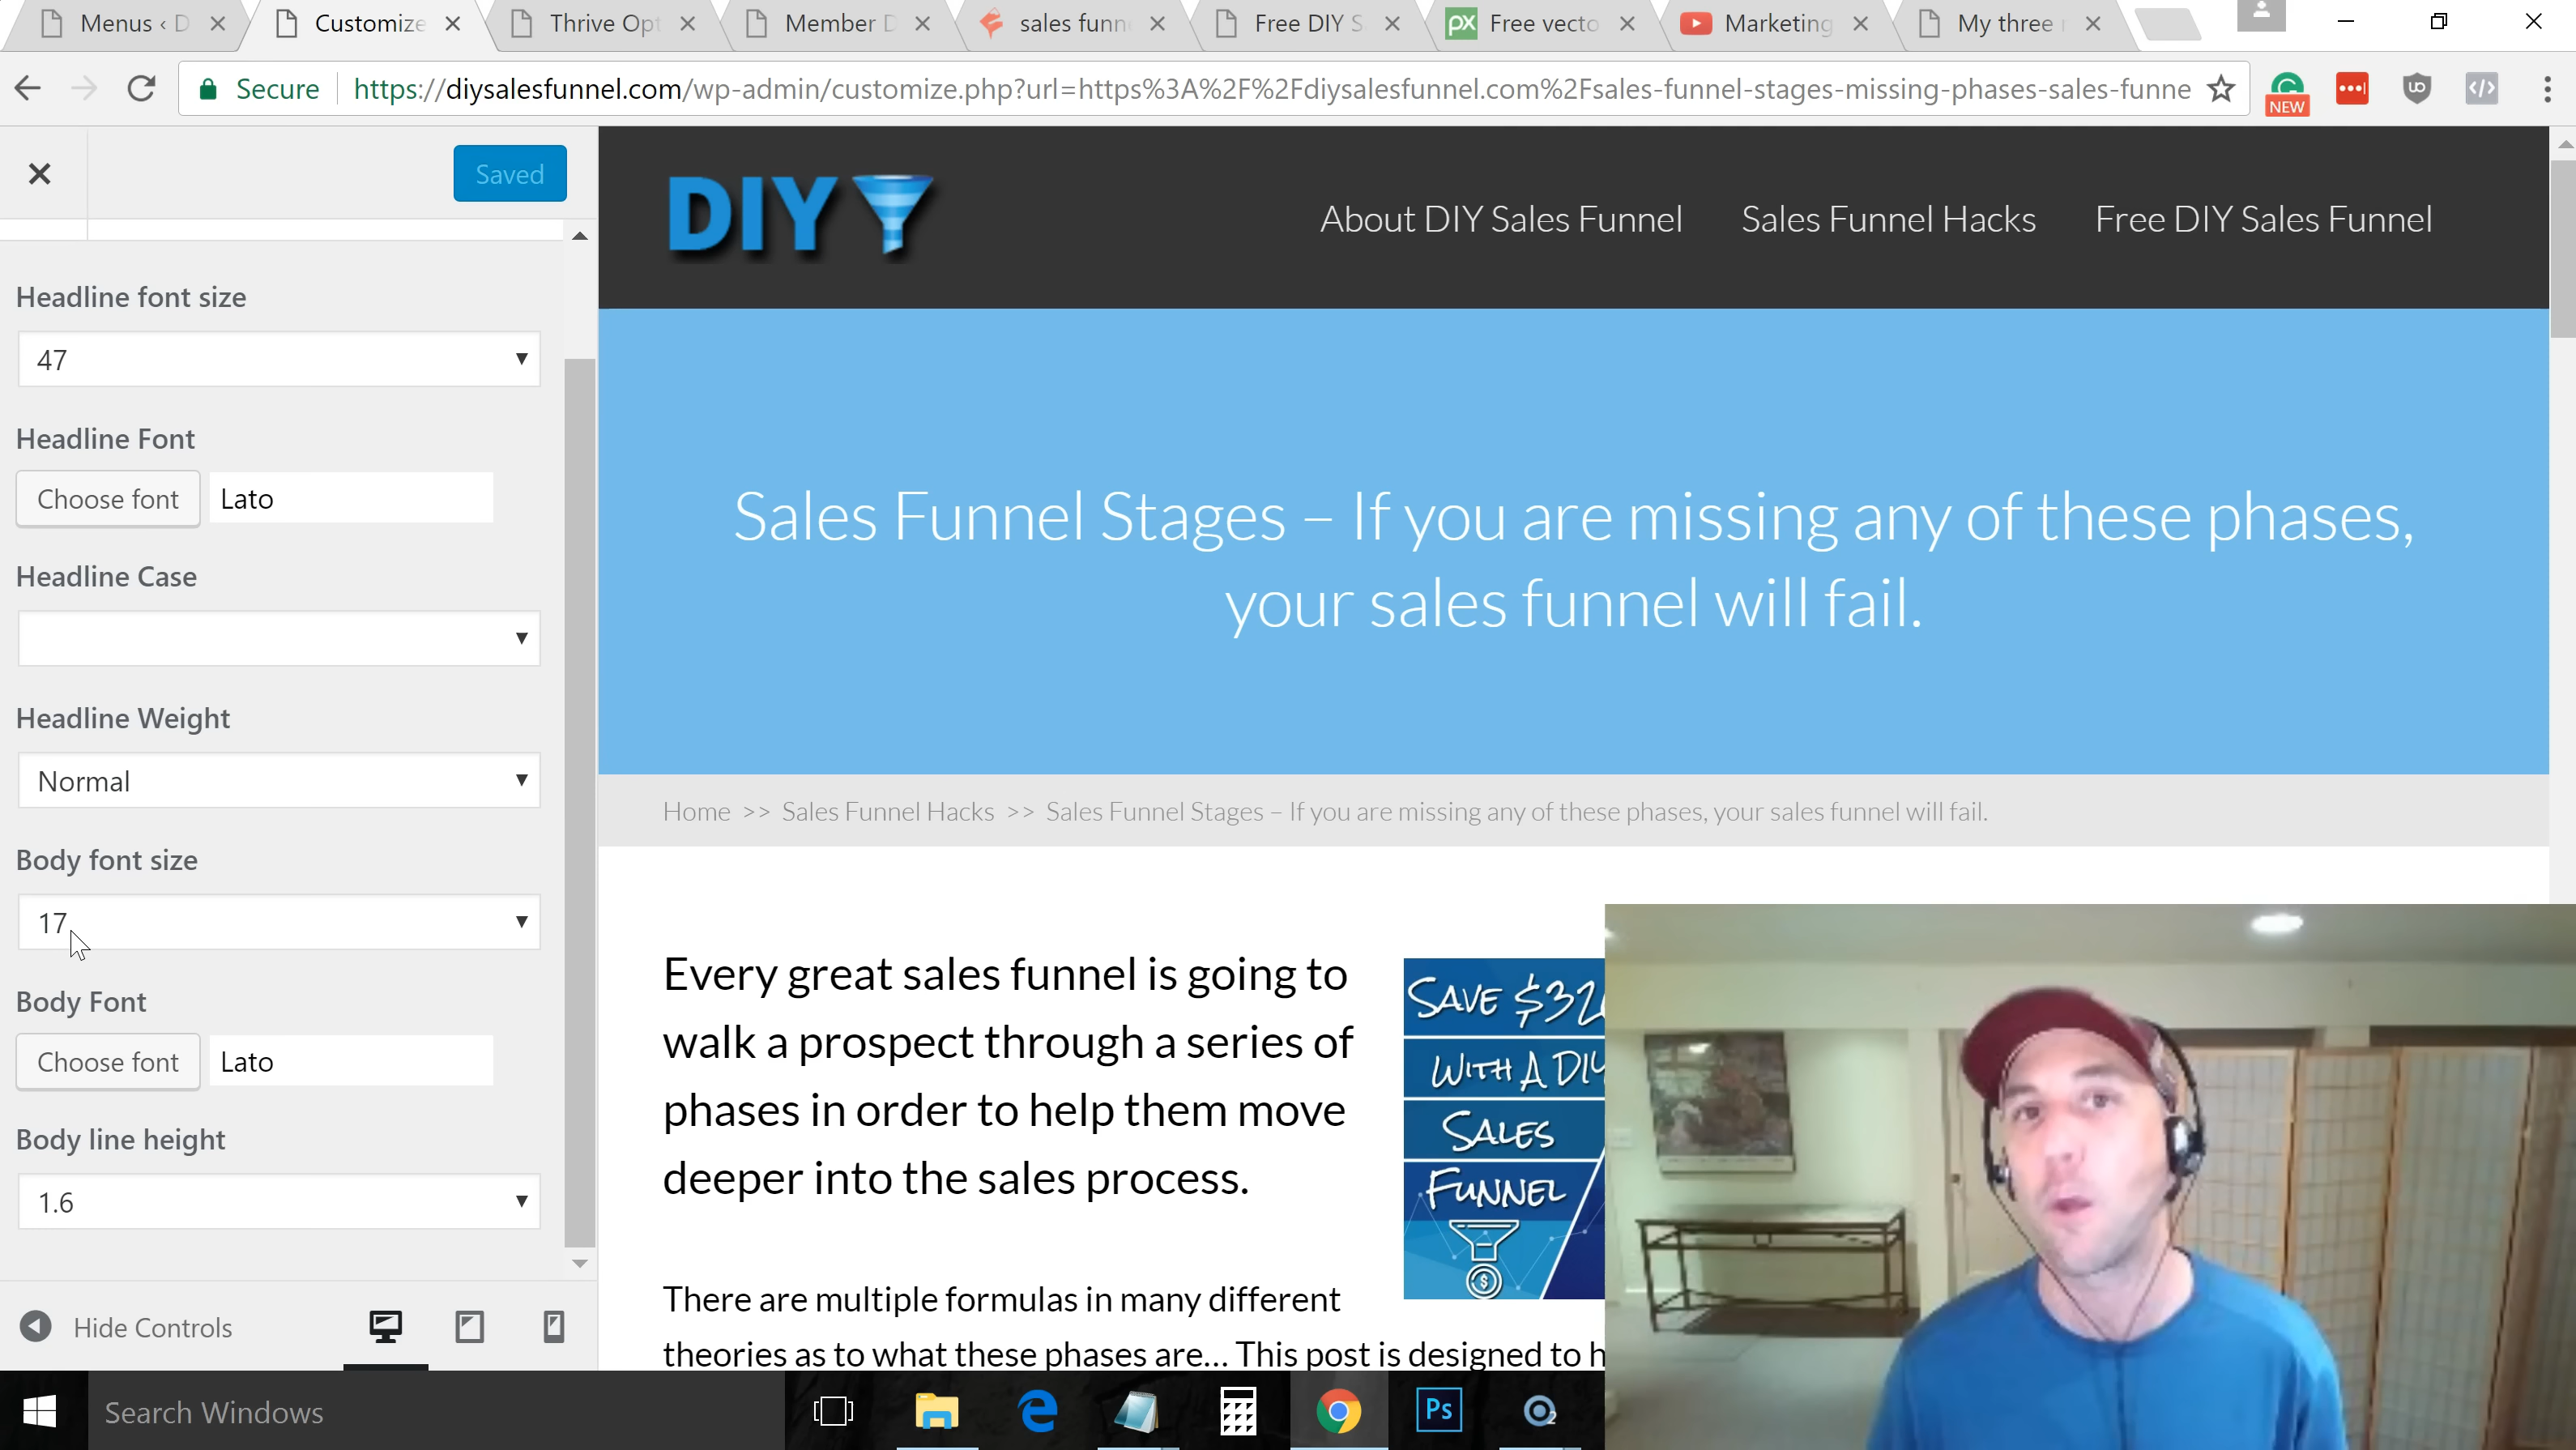 Menus ‹ D
Customize
Thrive Opt
Member D
sales funn
Free DIY S
px
Free vecto
Marketing
My three r
Secure
https://diysalesfunnel.com/wp-admin/customize.php?url=https%3A%2F%2Fdiysalesfunnel.com%2Fsales-funnel-stages-missing-phases-sales-funne
NEW
Saved
Headline font size
47
Headline Font
Choose font
Lato
Headline Case
Headline Weight
Normal
Body font size
17
Body Font
Choose font
Lato
Body line height
1.6
Hide Controls
DIY
About DIY Sales Funnel
Sales Funnel Hacks
Free DIY Sales Funnel
Sales Funnel Stages – If you are missing any of these phases,
your sales funnel will fail.
Home >> Sales Funnel Hacks >> Sales Funnel Stages – If you are missing any of these phases, your sales funnel will fail.
Every great sales funnel is going to
walk a prospect through a series of
phases in order to help them move
deeper into the sales process.
SAVE $32
WITH A DIY
SALES
FUNNEL
$
There are multiple formulas in many different
theories as to what these phases are... This post is designed to h
Search Windows
Ps
2